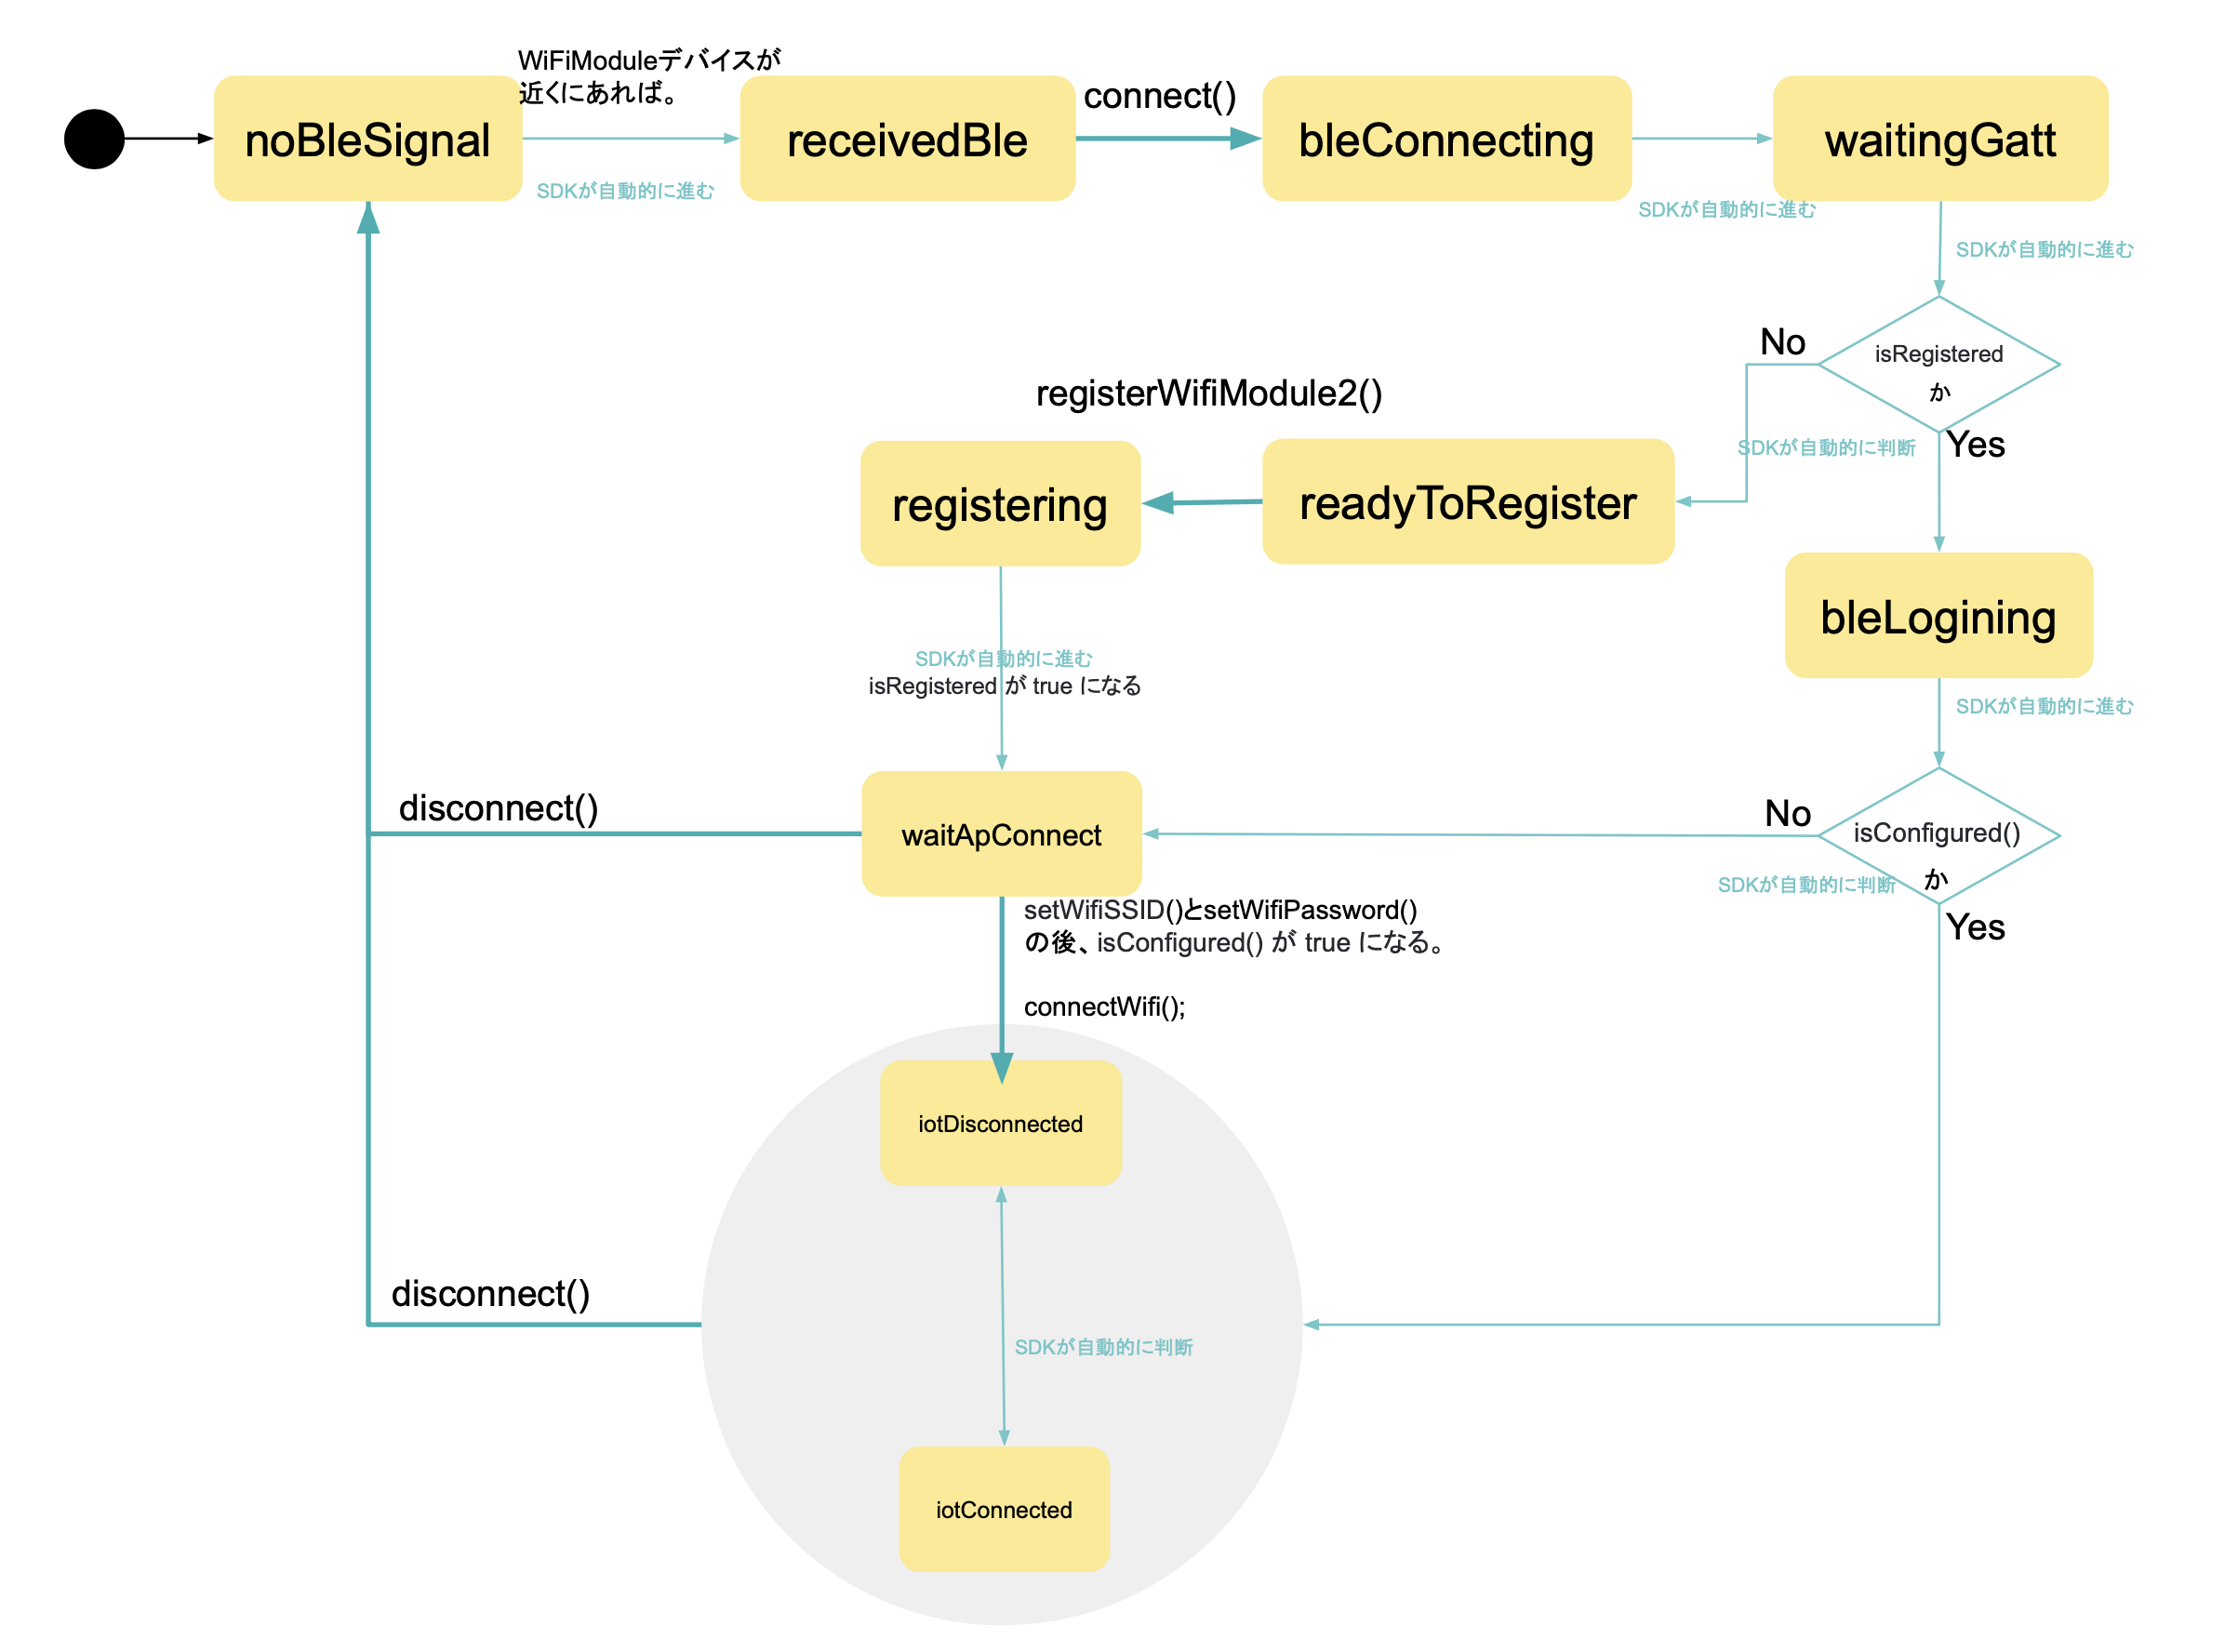 WiFiModuleデバイスが
近くにあれば。
noBleSignal
SDKが自動的に進む
receivedBle
connect()
bleConnecting
SDKが自動的に進む
waitingGatt
SDKが自動的に進む
isRegistered
か
No
SDKが自動的に判断
Yes
registerWifiModule2()
registering
readyToRegister
bleLogining
SDKが自動的に進む
isRegistered が true になる
SDKが自動的に進む
disconnect()
waitApConnect
No
isConfigured()
か
SDKが自動的に判断
Yes
setWifiSSID()とsetWifiPassword()
の後、isConfigured() が true になる。
connectWifi();
iotDisconnected
disconnect()
SDKが自動的に判断
iotConnected